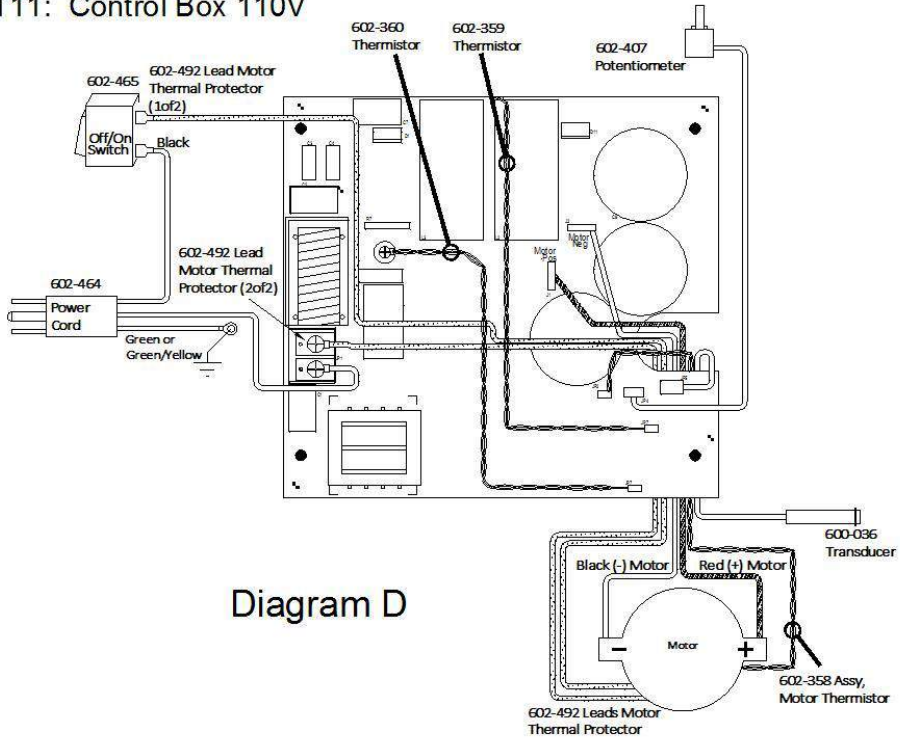 T11: Control Box 110V
602-360
Thermistor
602-359
Thermistor
602-407
Potentiometer
602-465
602-492 Lead Motor
Thermal Protector
(1of2)
Off/On
Switch
Black
602-492 Lead
Motor Thermal
Protector (2of2)
602-464
Power
Cord
Green or
Green/Yellow
Motor
Neg
Motor
Pos
600-036
Transducer
Black (-) Motor
Red (+) Motor
Diagram D
−
Motor
+
602-358 Assy,
Motor Thermistor
602-492 Leads Motor
Thermal Protector